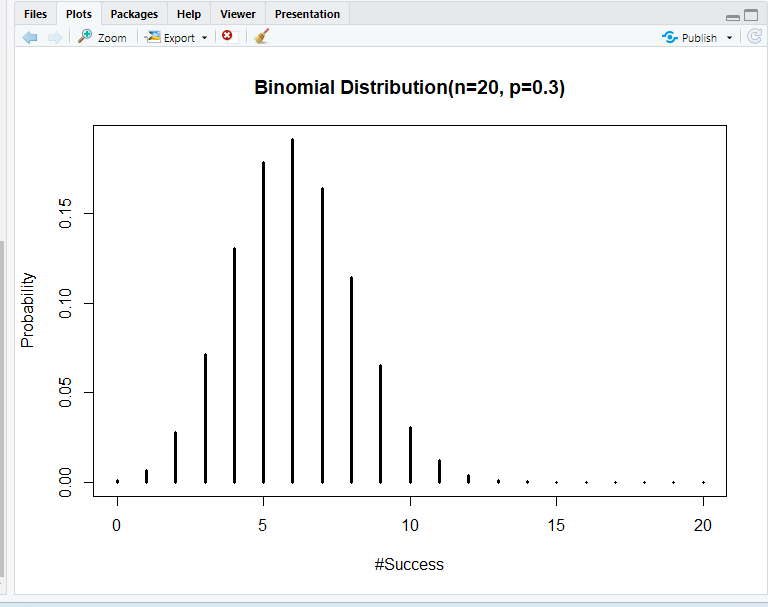 Files Plots Packages Help Viewer Presentation
Zoom Export Publish
Binomial Distribution(n=20, p=0.3)
0.15
0.10
0.05
0.00
Probability
0 5 10 15 20
#Success